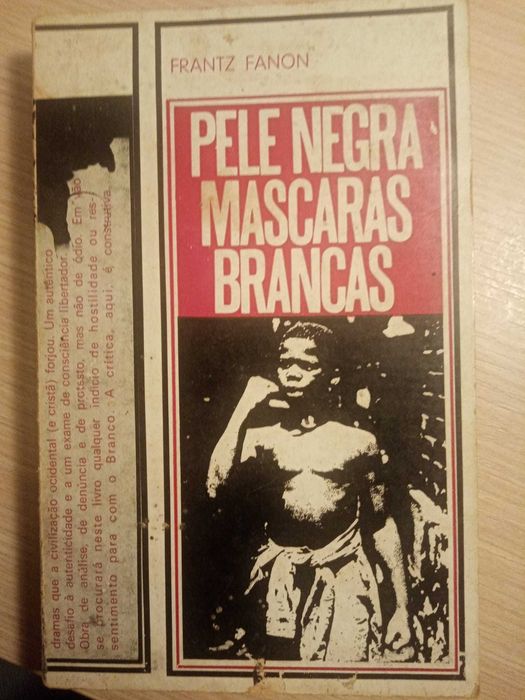 FRANTZ FANON
PELE NEGRA
MASCARAS
BRANCAS
dramas que a civilização ocidental (e cristã) forjou. Um autêntico
desafio à autenticidade e a um exame de consciência libertador.
Obra de análise, de denúncia e de protesto, mas não de ódio. Em vão
se procurará neste livro qualquer indício de hostilidade ou res-
sentimento para com o Branco. A crítica, aqui, é construtiva.